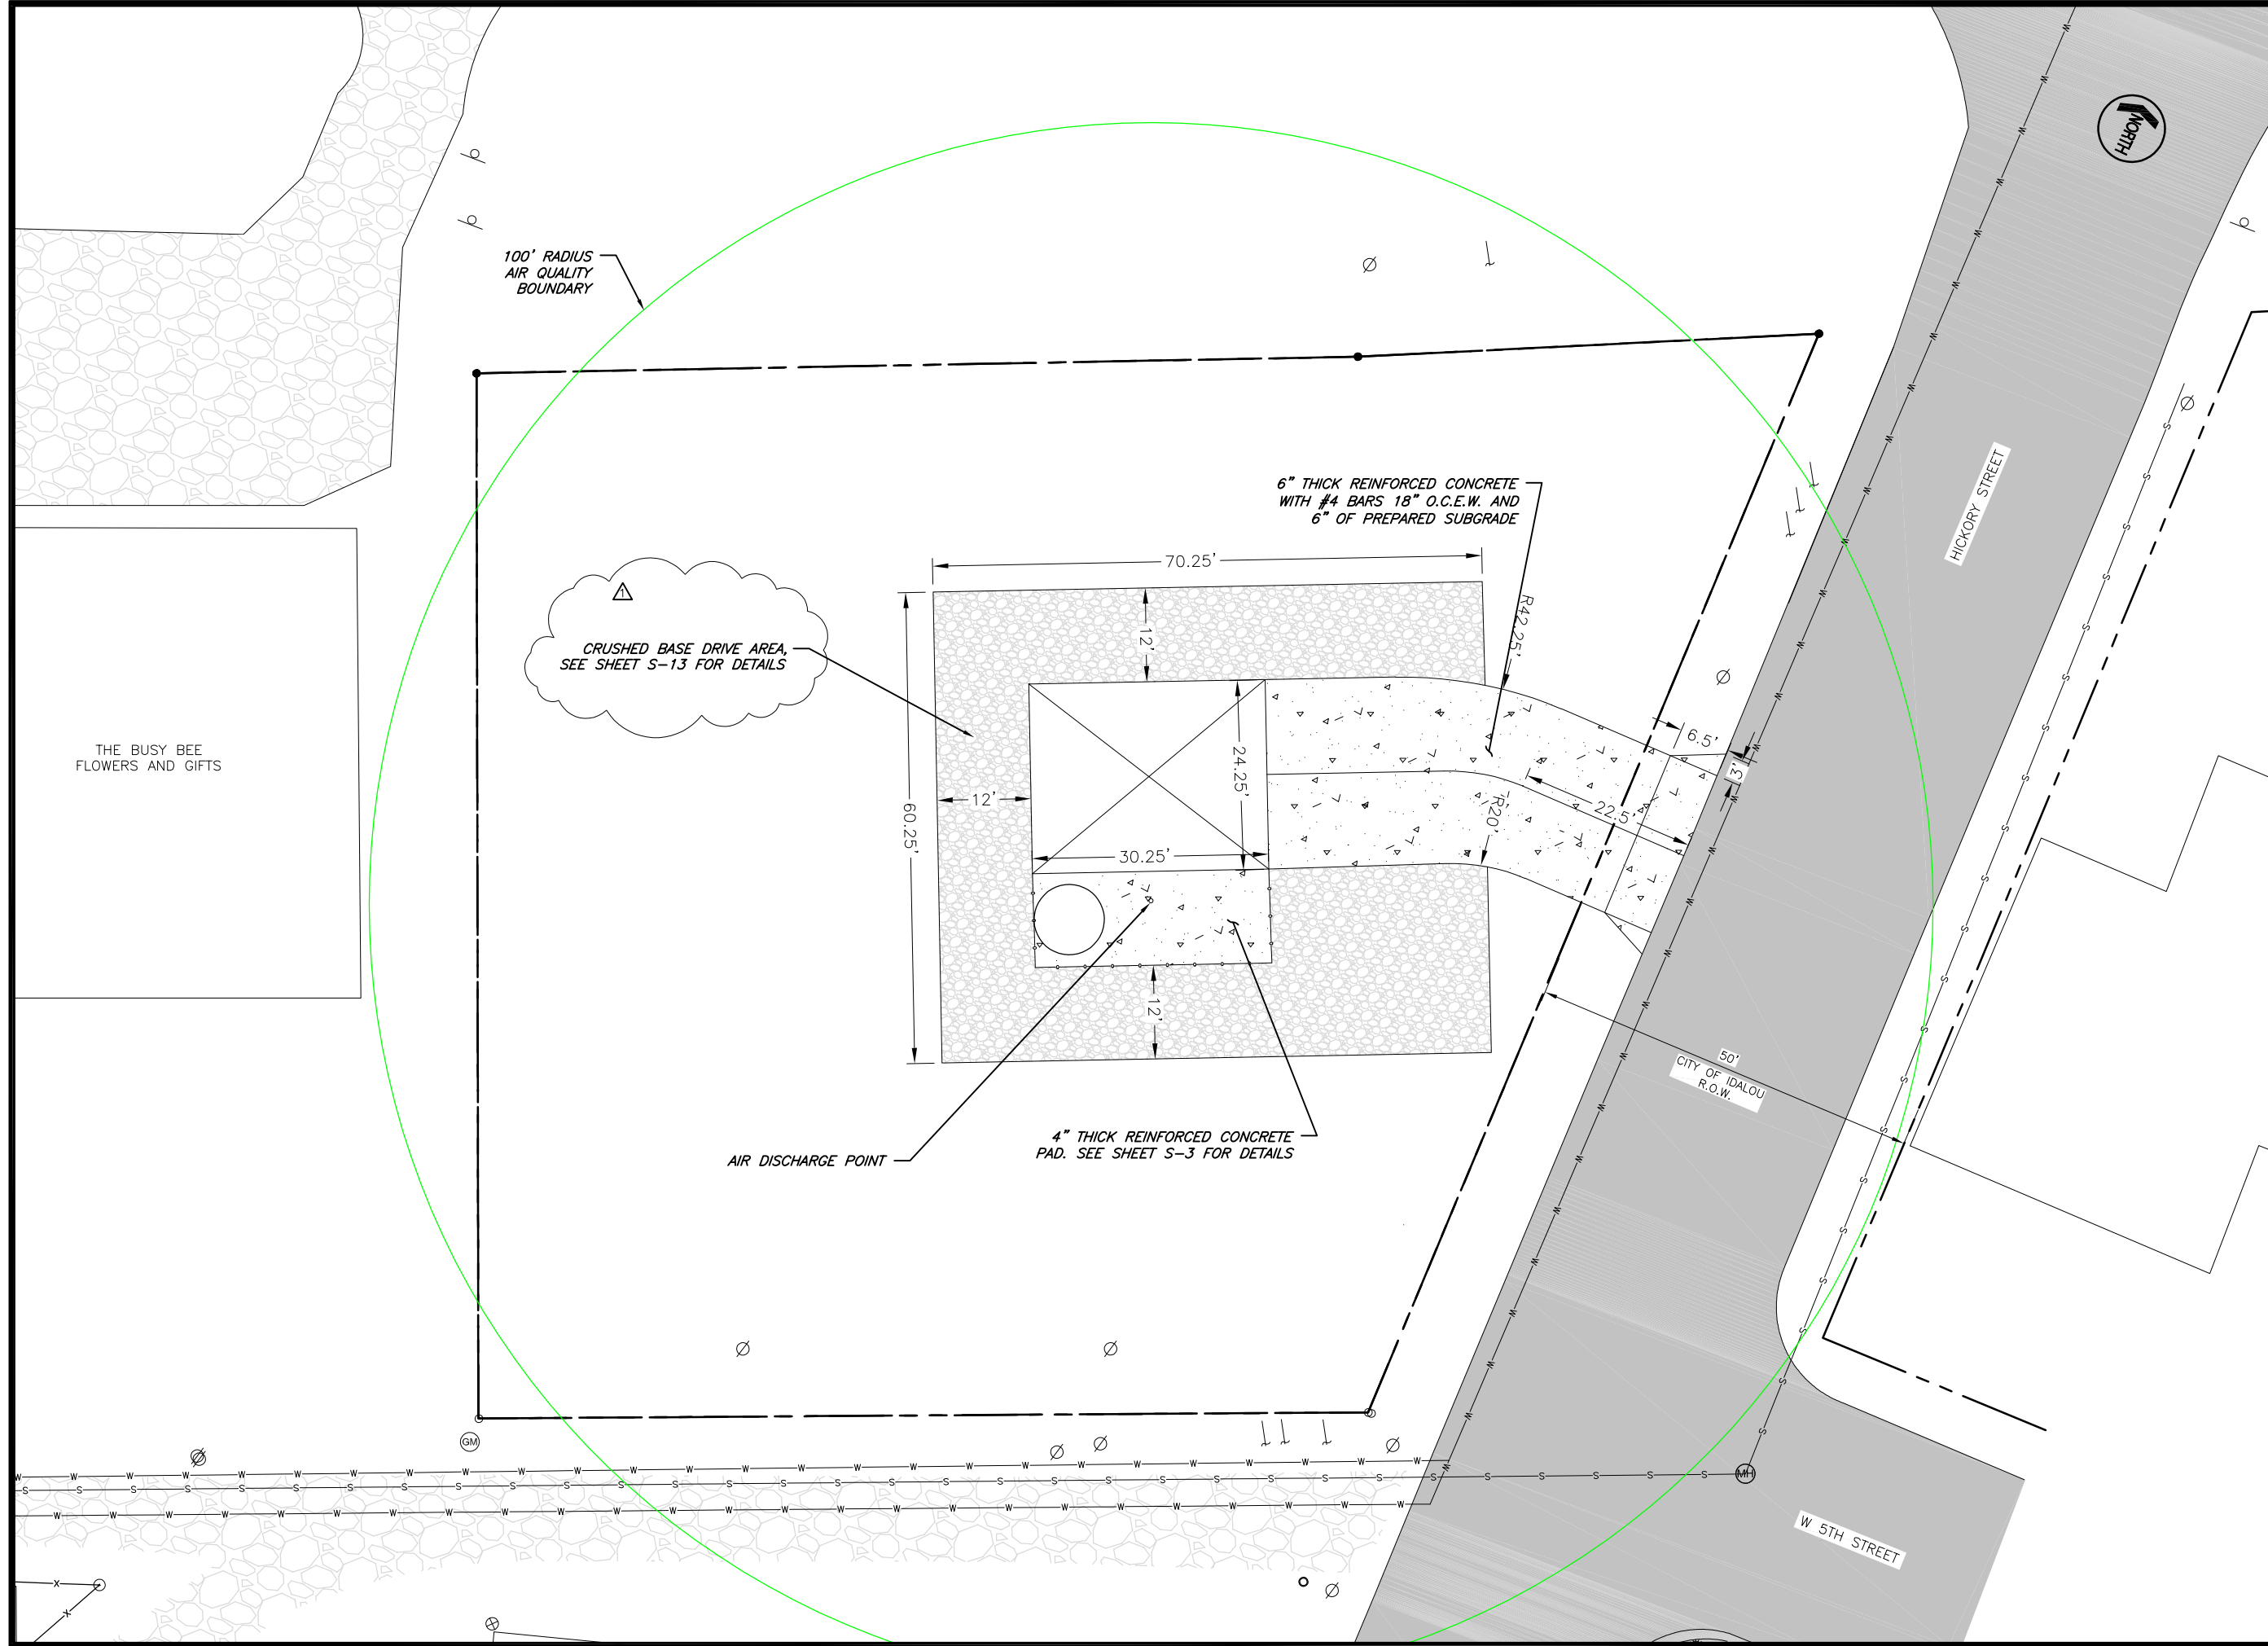 NORTH
100' RADIUS
AIR QUALITY
BOUNDARY
6" THICK REINFORCED CONCRETE
WITH #4 BARS 18" O.C.E.W. AND
6" OF PREPARED SUBGRADE
HICKORY STREET
70.25'
1
CRUSHED BASE DRIVE AREA,
SEE SHEET S-13 FOR DETAILS
12'
R42.25'
THE BUSY BEE
FLOWERS AND GIFTS
6.5'
13'
24.25'
12'
60.25'
22.5'
R20'
30.25'
12'
50'
CITY OF IDALOU
R.O.W.
4" THICK REINFORCED CONCRETE
PAD. SEE SHEET S-3 FOR DETAILS
AIR DISCHARGE POINT
GM
MH
W 5TH STREET